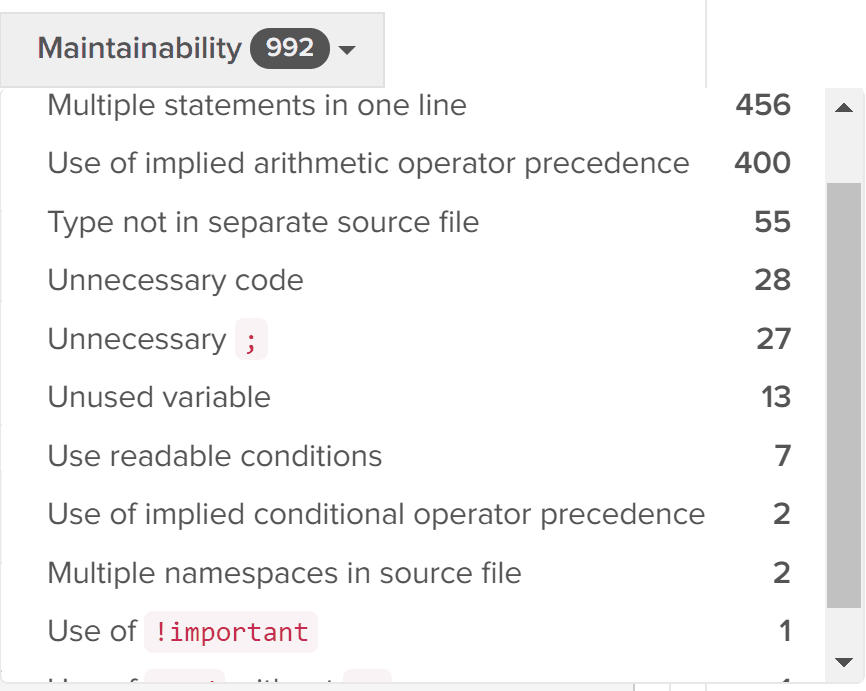 Maintainability 992
Multiple statements in one line 456
Use of implied arithmetic operator precedence 400
Type not in separate source file 55
Unnecessary code 28
Unnecessary ; 27
Unused variable 13
Use readable conditions 7
Use of implied conditional operator precedence 2
Multiple namespaces in source file 2
Use of !important 1